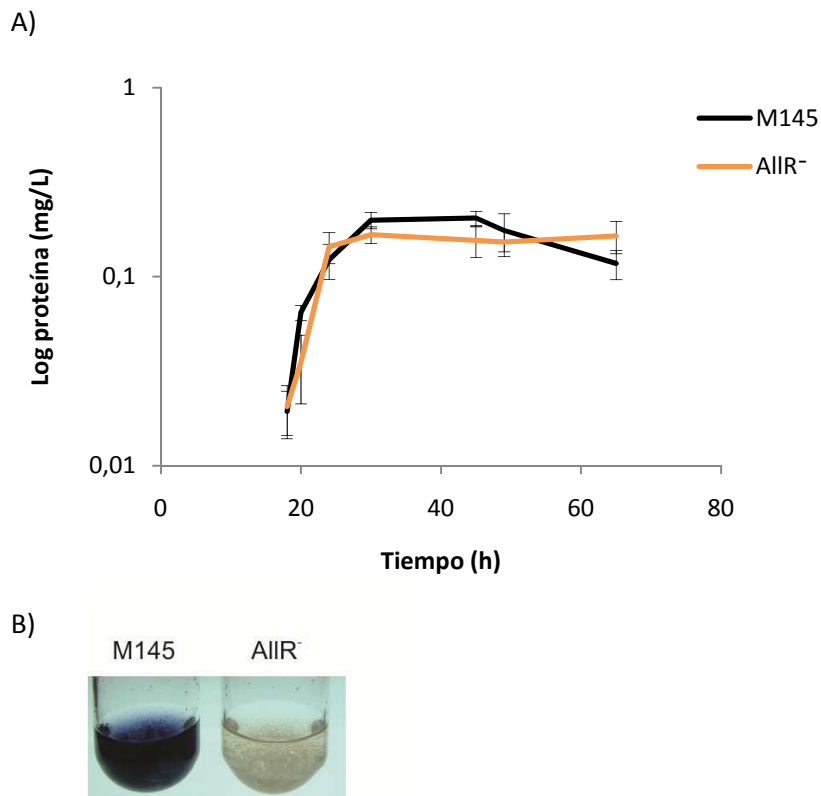 A)
1
0,1
0,01
Log proteína (mg/L)
0
20
40
60
80
Tiempo (h)
M145
AllR⁻
B)
M145
AllR⁻